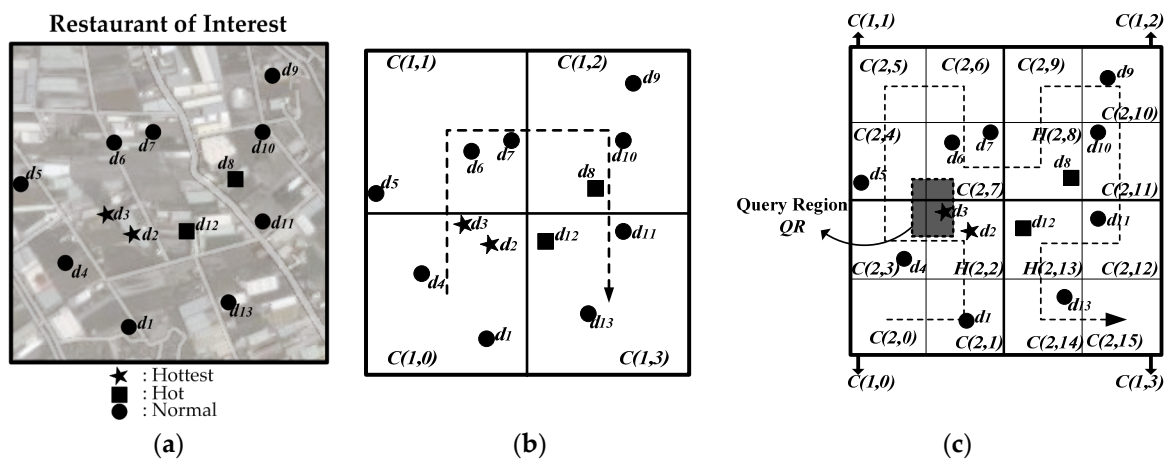 Restaurant of Interest
d9
d6
d7
d10
d8
d5
d3
d2
d12
d11
d4
d13
d1
: Hottest
: Hot
: Normal
(a)
C(1,1)
C(1,2)
d9
d6
d7
d10
d8
d5
d3
d2
d12
d11
d4
d13
d1
C(1,0)
C(1,3)
(b)
C(1,1)
C(1,2)
C(2,5)
C(2,6)
C(2,9)
d9
C(2,10)
C(2,4)
d6
d7
H(2,8)
d10
d8
d5
C(2,7)
C(2,11)
Query Region
QR
d3
d2
d12
d11
C(2,3)
d4
H(2,2)
H(2,13)
C(2,12)
d13
d1
C(2,0)
C(2,1)
C(2,14)
C(2,15)
C(1,0)
C(1,3)
(c)